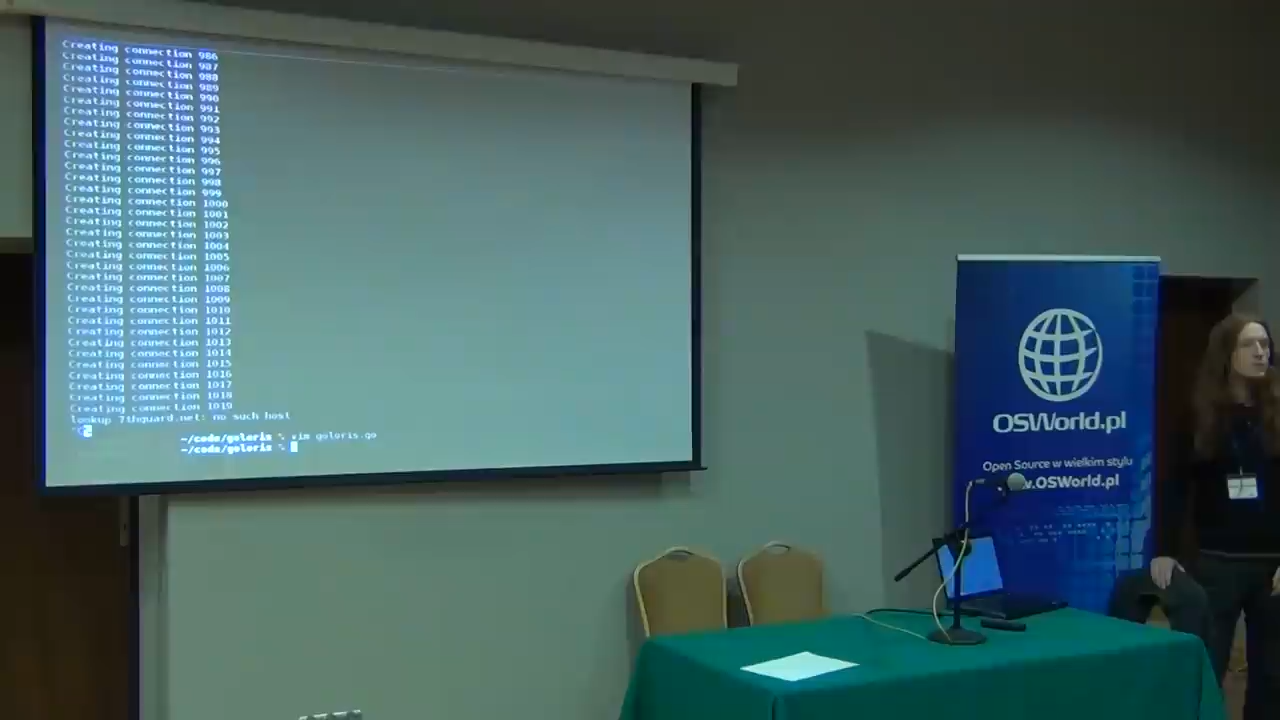 Creating connection 986
Creating connection 987
Creating connection 988
Creating connection 989
Creating connection 990
Creating connection 991
Creating connection 992
Creating connection 993
Creating connection 994
Creating connection 995
Creating connection 996
Creating connection 997
Creating connection 998
Creating connection 999
Creating connection 1000
Creating connection 1001
Creating connection 1002
Creating connection 1003
Creating connection 1004
Creating connection 1005
Creating connection 1006
Creating connection 1007
Creating connection 1008
Creating connection 1009
Creating connection 1010
Creating connection 1011
Creating connection 1012
Creating connection 1013
Creating connection 1014
Creating connection 1015
Creating connection 1016
Creating connection 1017
Creating connection 1018
Creating connection 1019
lookup 7thguard.net: no such host
^C
~/code/goloris % vim goloris.go
~/code/goloris %
OSWorld.pl
Open Source w wielkim stylu
w.OSWorld.pl